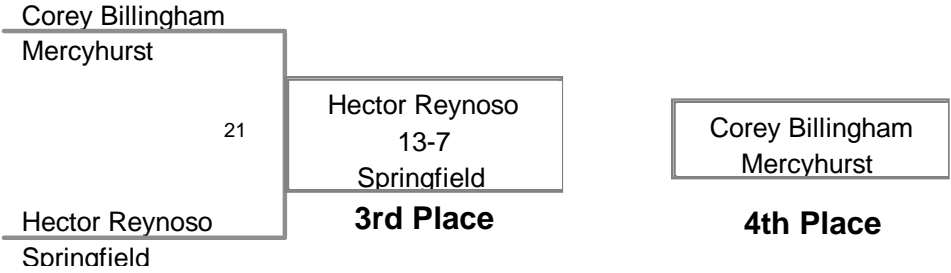 Corey Billingham
Mercyhurst
21
Hector Reynoso
13-7
Springfield
3rd Place
Hector Reynoso
Springfield
Corey Billingham
Mercyhurst
4th Place